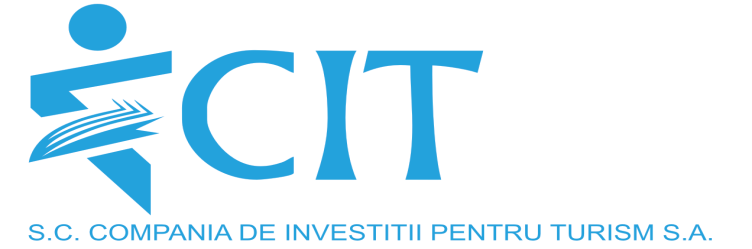 CIT
S.C. COMPANIA DE INVESTITII PENTRU TURISM S.A.